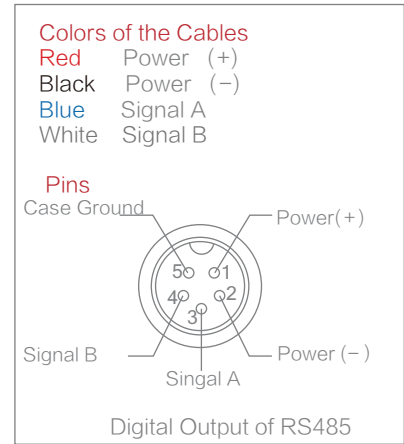 Colors of the Cables
Red Power (+)
Black Power (−)
Blue Signal A
White Signal B
Pins
Case Ground
Power(+)
5 1
4 2
3
Signal B
Power (−)
Singal A
Digital Output of RS485